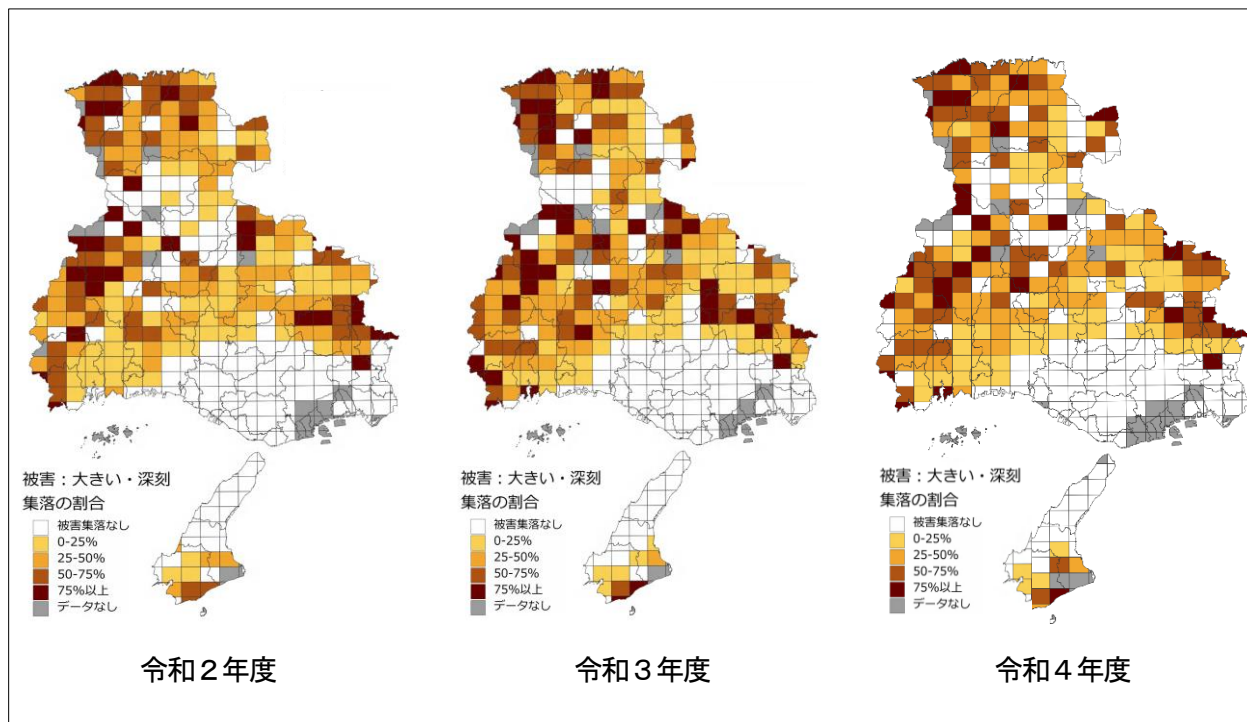 被害：大きい・深刻
集落の割合
被害集落なし
0-25%
25-50%
50-75%
75%以上
データなし
令和２年度
被害：大きい・深刻
集落の割合
被害集落なし
0-25%
25-50%
50-75%
75%以上
データなし
令和３年度
被害：大きい・深刻
集落の割合
被害集落なし
0-25%
25-50%
50-75%
75%以上
データなし
令和４年度